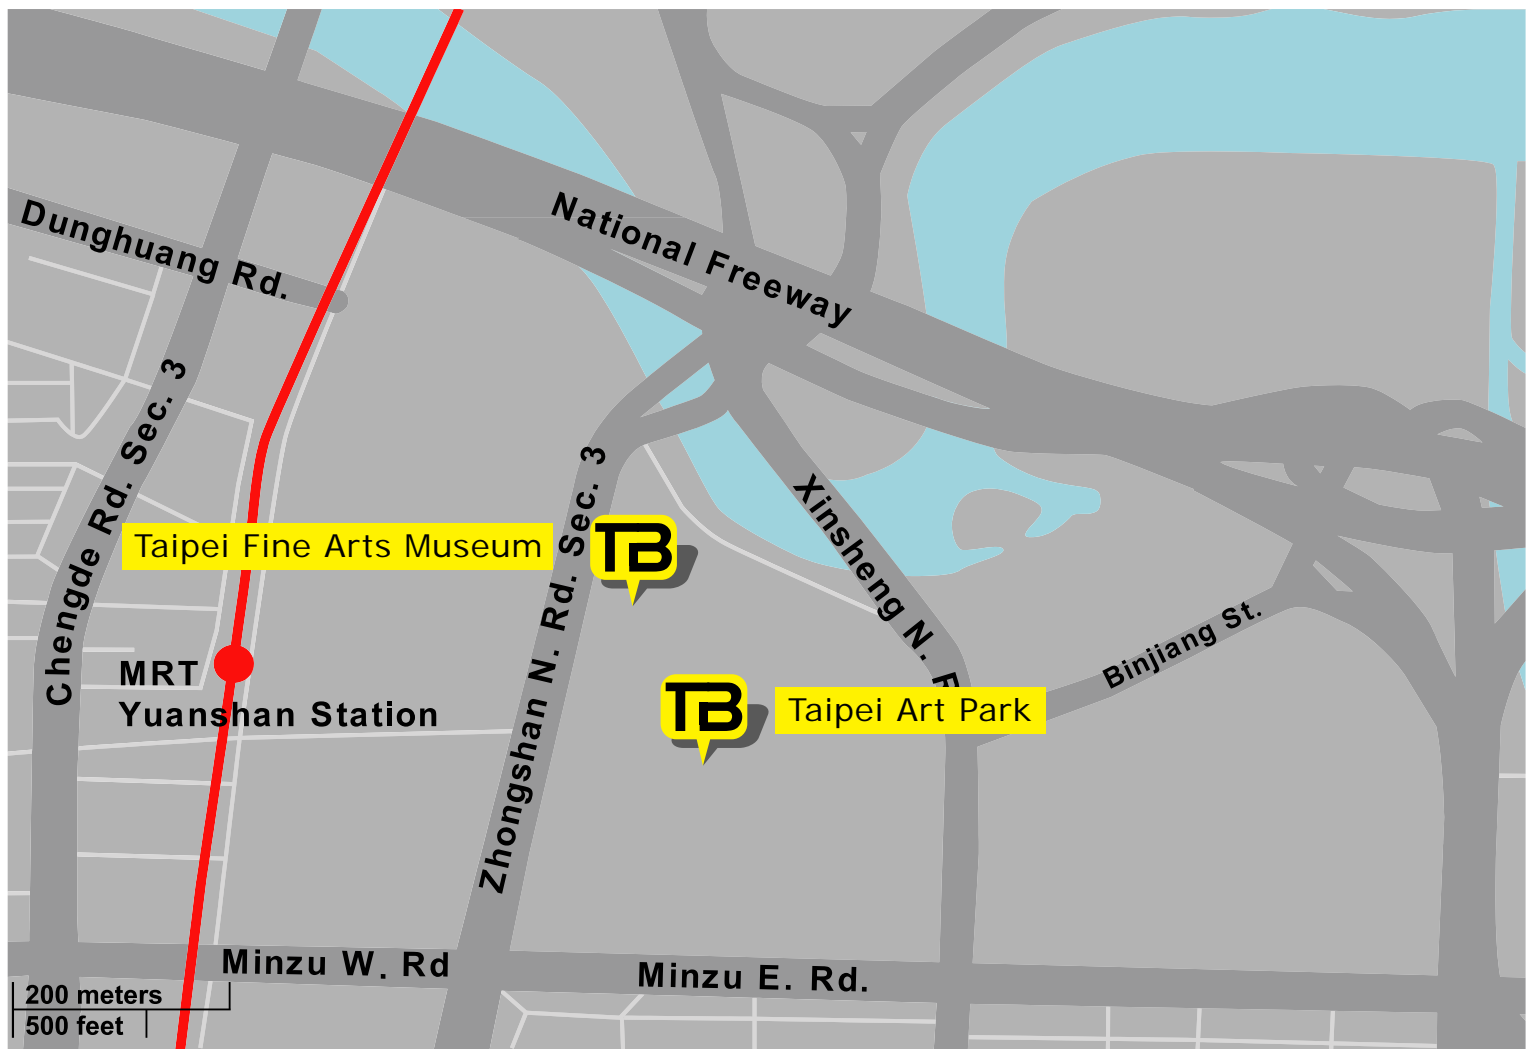 National Freeway
Dunghuang Rd.
Chengde Rd. Sec. 3
Zhongshan N. Rd. Sec. 3
Xinsheng N. R
Taipei Fine Arts Museum
TB
Binjiang St.
MRT
Yuanshan Station
TB
Taipei Art Park
Minzu W. Rd
Minzu E. Rd.
200 meters
500 feet